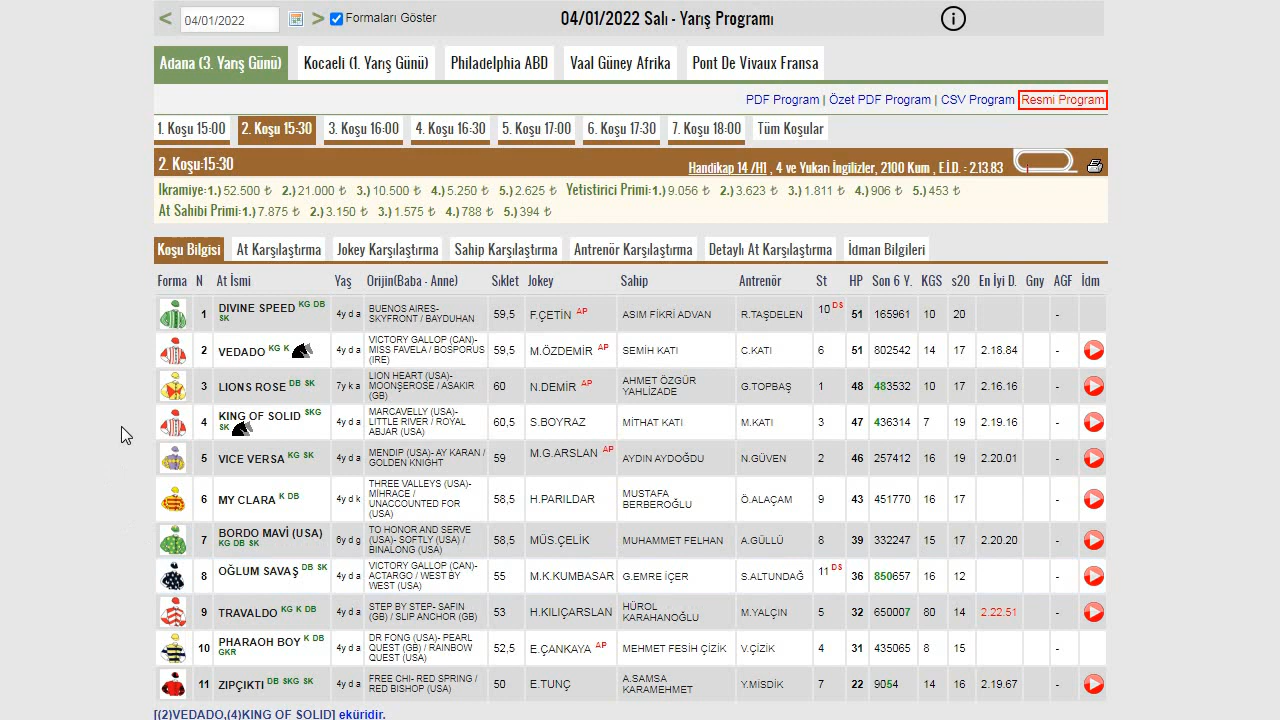 < 04/01/2022 > Formaları Göster 04/01/2022 Salı - Yarış Programı
Adana (3. Yarış Günü) Kocaeli (1. Yarış Günü) Philadelphia ABD Vaal Güney Afrika Pont De Vivaux Fransa
PDF Program | Özet PDF Program | CSV Program Resmi Program
1. Koşu 15:00 2. Koşu 15:30 3. Koşu 16:00 4. Koşu 16:30 5. Koşu 17:00 6. Koşu 17:30 7. Koşu 18:00 Tüm Koşular
2. Koşu:15:30 Handikap 14 /H1 , 4 ve Yukarı İngilizler, 2100 Kum , E.İ.D. : 2.13.83
İkramiye:1.) 52.500 ₺ 2.) 21.000 ₺ 3.) 10.500 ₺ 4.) 5.250 ₺ 5.) 2.625 ₺ Yetistirici Primi:1.) 9.056 ₺ 2.) 3.623 ₺ 3.) 1.811 ₺ 4.) 906 ₺ 5.) 453 ₺
At Sahibi Primi:1.) 7.875 ₺ 2.) 3.150 ₺ 3.) 1.575 ₺ 4.) 788 ₺ 5.) 394 ₺
Koşu Bilgisi At Karşılaştırma Jokey Karşılaştırma Sahip Karşılaştırma Antrenör Karşılaştırma Detaylı At Karşılaştırma İdman Bilgileri
Forma N At İsmi Yaş Orijin(Baba - Anne) Sıklet Jokey Sahip Antrenör St HP Son 6 Y. KGS s20 En İyi D. Gny AGF İdm
1 DIVINE SPEED KG DB SK 4y d a BUENOS AIRES- SKYFRONT / BAYDUHAN 59,5 F.ÇETİN AP ASIM FİKRİ ADVAN R.TAŞDELEN 10 DS 51 165961 10 20 -
2 VEDADO KG K 4y d a VICTORY GALLOP (CAN)- MISS FAVELA / BOSPORUS (IRE) 59,5 M.ÖZDEMİR AP SEMİH KATI C.KATI 6 51 802542 14 17 2.18.84 -
3 LIONS ROSE DB SK 7y k a LION HEART (USA)- MOONSEROSE / ASAKIR (GB) 60 N.DEMİR AP AHMET ÖZGÜR YAHLİZADE G.TOPBAŞ 1 48 483532 10 17 2.16.16 -
4 KING OF SOLID SKG SK 4y d a MARCAVELLY (USA)- LITTLE RIVER / ROYAL ABJAR (USA) 60,5 S.BOYRAZ MİTHAT KATI M.KATI 3 47 438314 7 19 2.19.16 -
5 VICE VERSA KG SK 4y d a MENDIP (USA)- AY KARAN / GOLDEN KNIGHT 59 M.G.ARSLAN AP AYDIN AYDOĞU N.GÜVEN 2 46 257412 16 19 2.20.01 -
6 MY CLARA K DB 4y d k THREE VALLEYS (USA)- MİHRACE / UNACCOUNTED FOR (USA) 58,5 H.PARILDAR MUSTAFA BERBEROĞLU Ö.ALAÇAM 9 43 451770 16 17 -
7 BORDO MAVİ (USA) KG DB SK 6y d g TO HONOR AND SERVE (USA)- SOFTLY (USA) / BINALONG (USA) 58,5 MÜS.ÇELİK MUHAMMET FELHAN A.GÜLLÜ 8 39 332247 15 17 2.20.20 -
8 OĞLUM SAVAŞ DB SK 4y d a VICTORY GALLOP (CAN)- ACTARGO / WEST BY WEST (USA) 55 M.K.KUMBASAR G.EMRE İÇER S.ALTUNDAĞ 11 DS 36 850657 16 12 -
9 TRAVALDO KG K DB 4y d a STEP BY STEP- SAFIN (GB) / SLIP ANCHOR (GB) 53 H.KILIÇARSLAN HÜROL KARAHANOĞLU M.YALÇIN 5 32 659007 80 14 2.22.51 -
10 PHARAOH BOY K DB GKR 4y d a DR FONG (USA)- PEARL QUEST (GB) / RAINBOW QUEST (USA) 52,5 E.ÇANKAYA AP MEHMET FESİH ÇİZİK V.ÇİZİK 4 31 435065 8 15 -
11 ZIPÇIKTI DB SKG SK 4y d a FREE CHI- RED SPRING / RED BISHOP (USA) 50 E.TUNÇ A.SAMSA KARAMEHMET Y.MİSDİK 7 22 9054 14 16 2.19.67 -
[(2)VEDADO,(4)KING OF SOLID] eküridir.